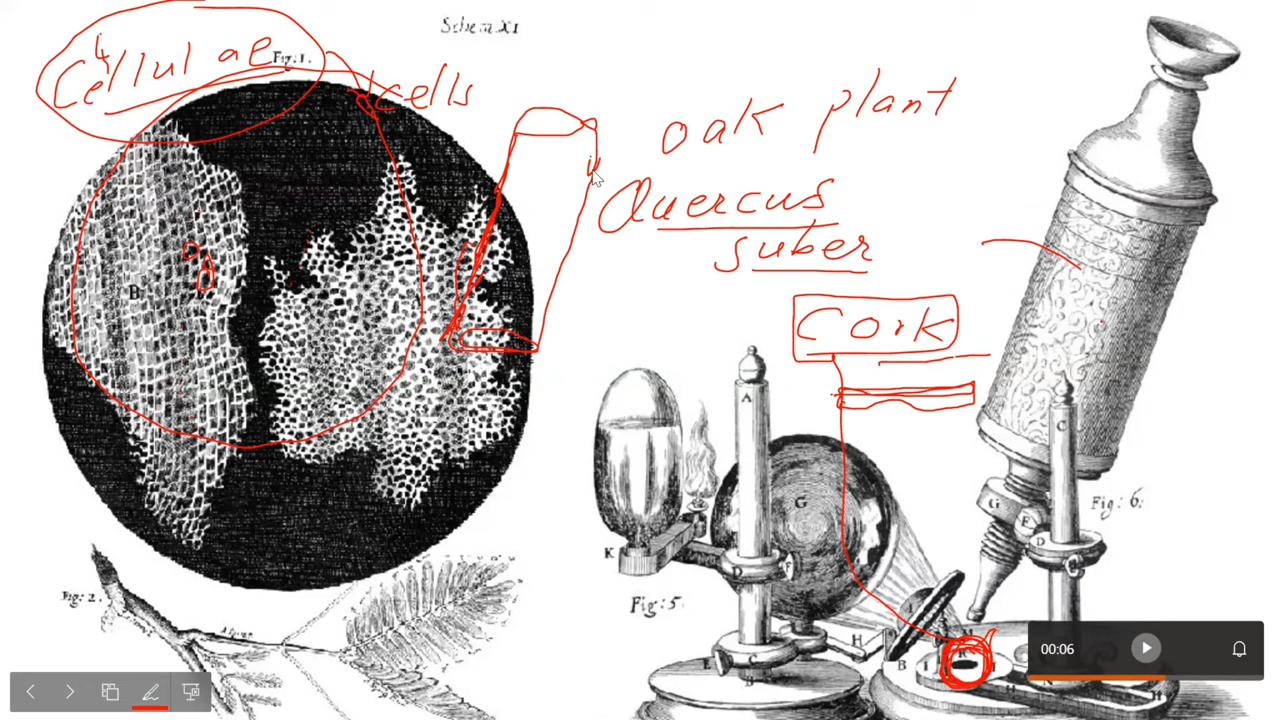 Schem. XI
Cellulae
Fig: 1.
cells
oak plant
Quercus
suber
B
Cork
A
C
G
G
F
Fig: 6:
D
K
D
F
Fig: 5.
Fig: 2.
H
B
E
C
00:06